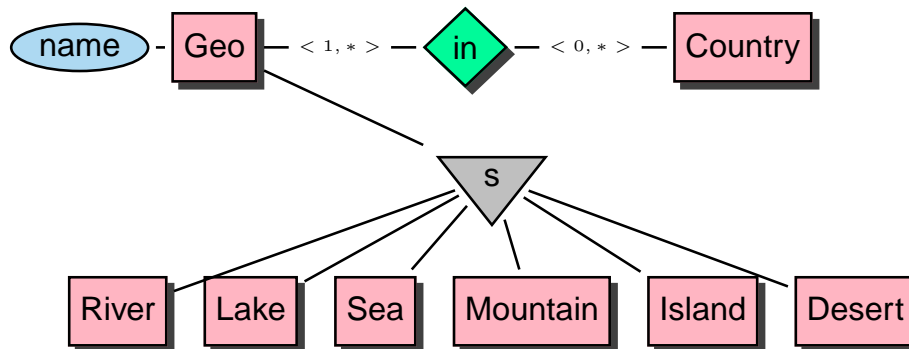 name Geo < 1, * > in < 0, * > Country
s
River Lake Sea Mountain Island Desert